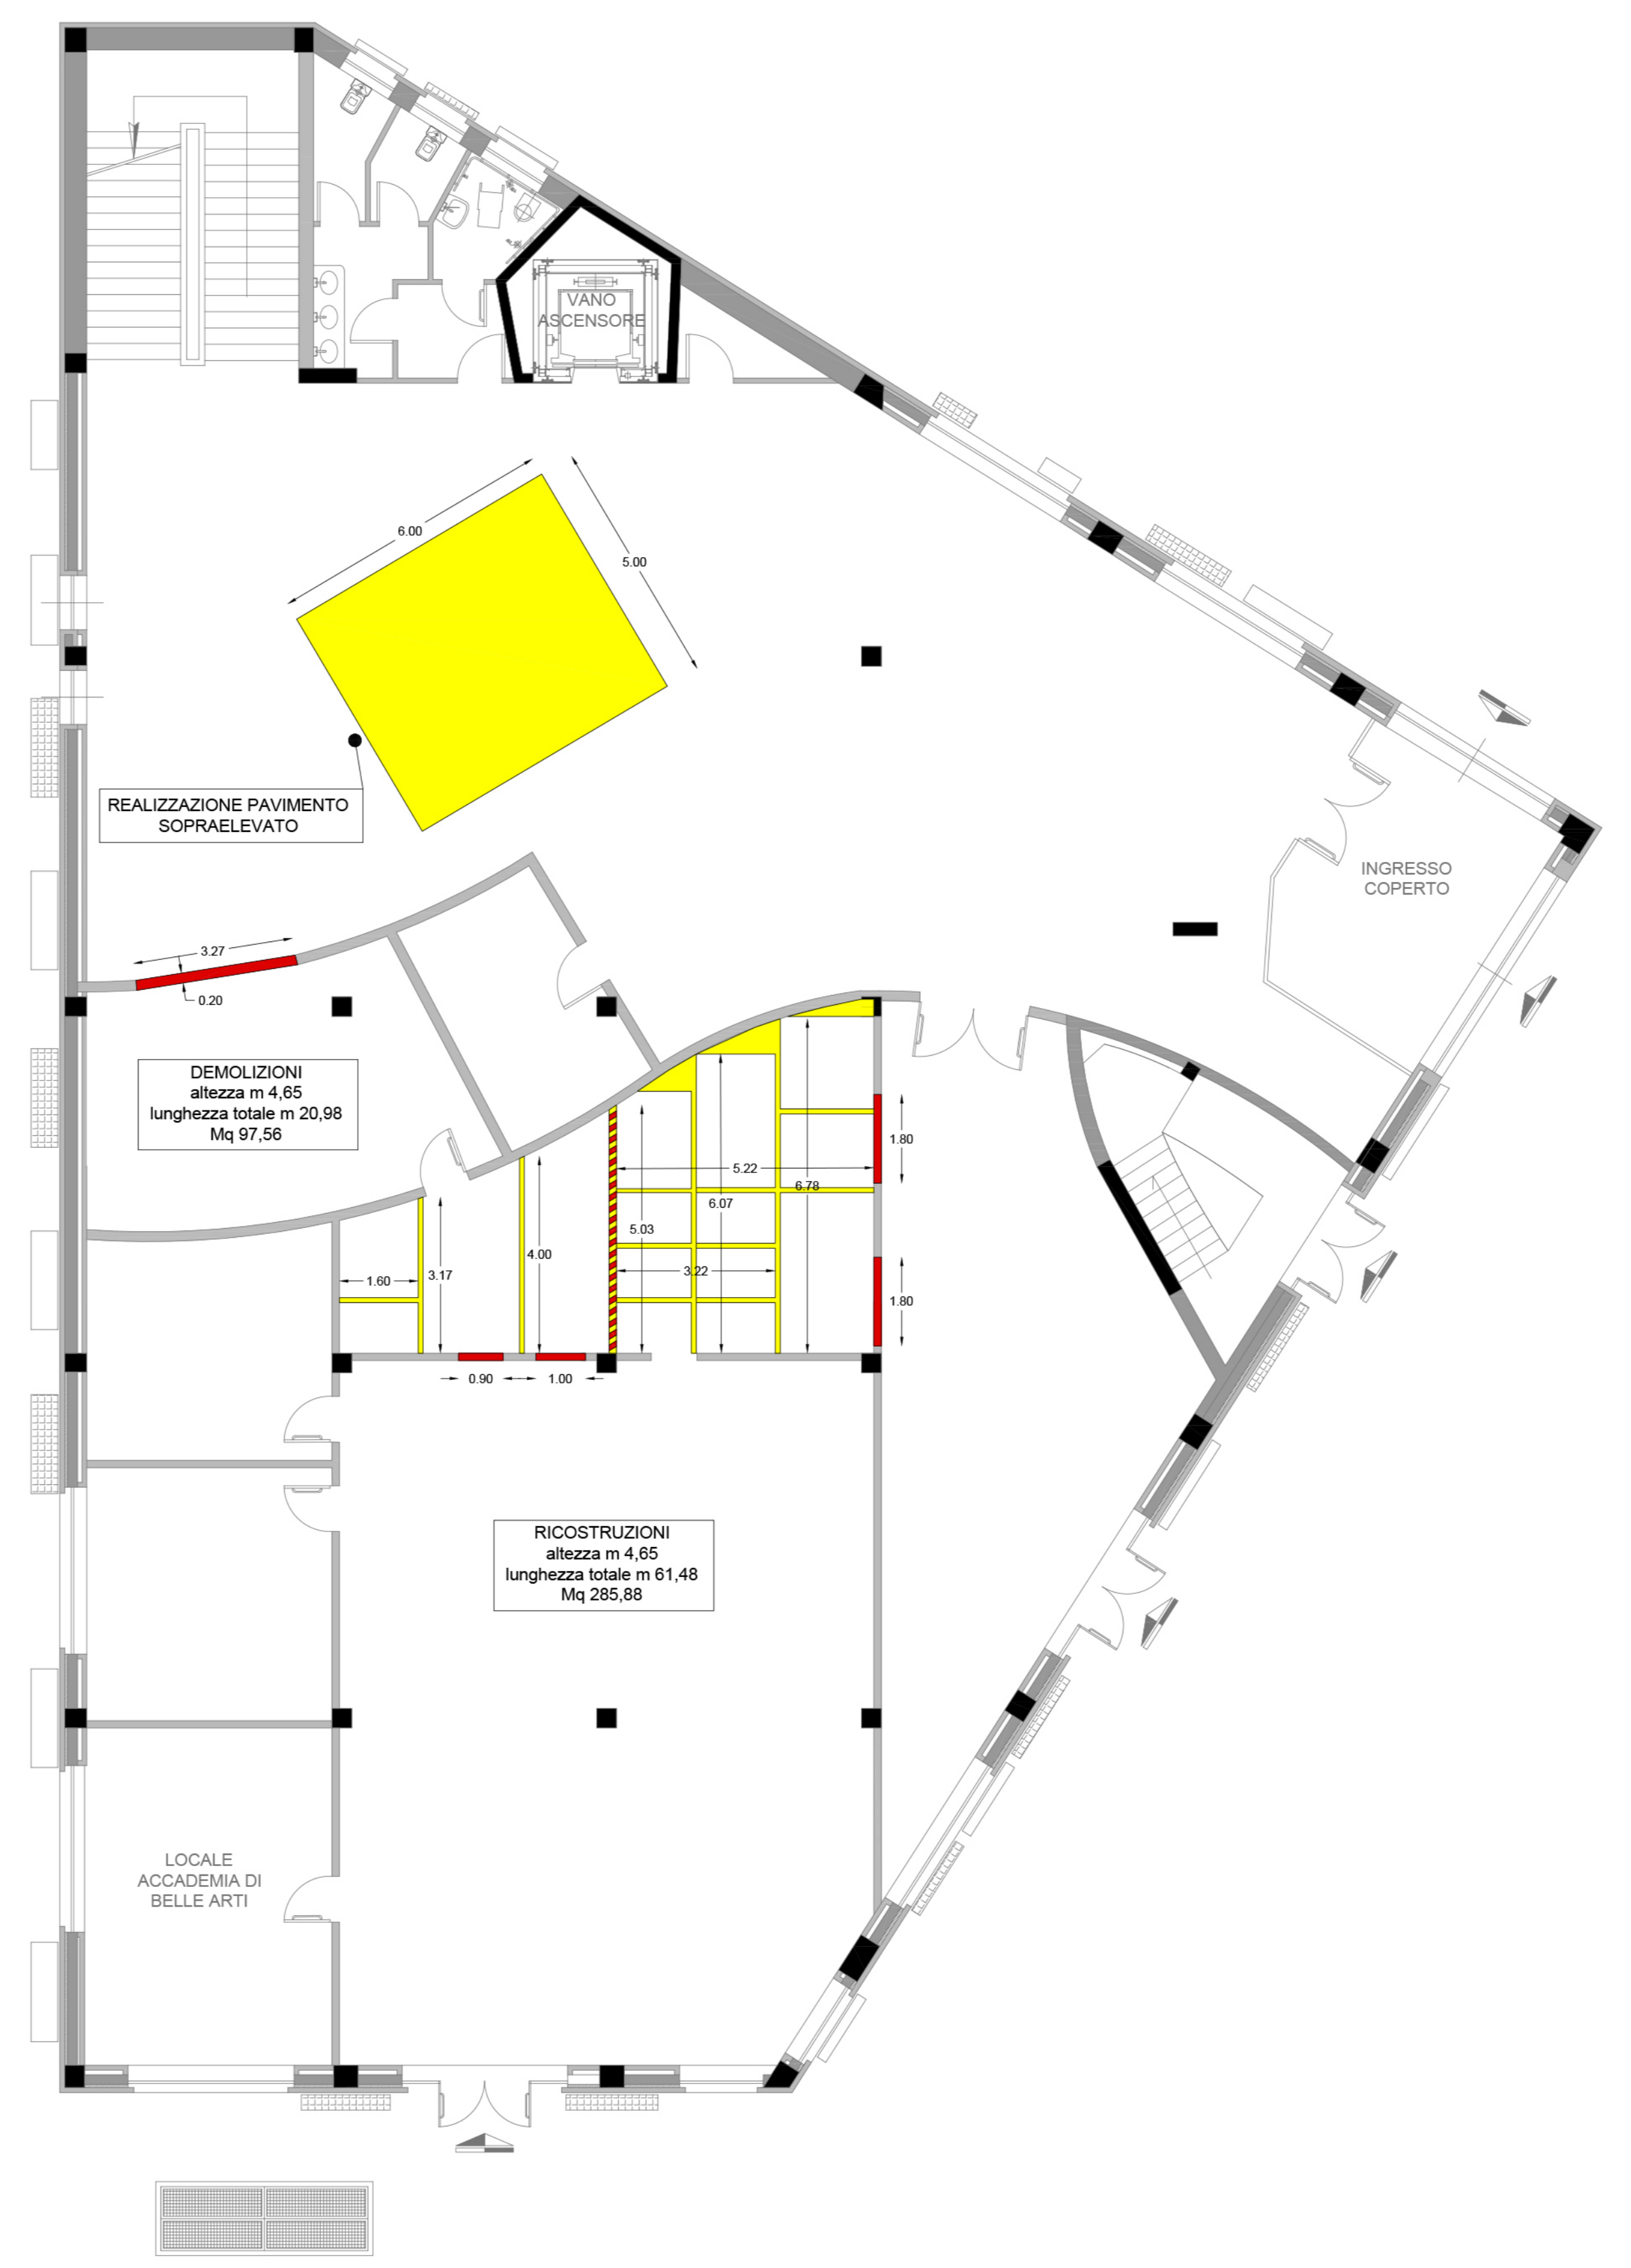 VANO
ASCENSORE
6.00
5.00
REALIZZAZIONE PAVIMENTO
SOPRAELEVATO
INGRESSO
COPERTO
3.27
0.20
DEMOLIZIONI
altezza m 4,65
lunghezza totale m 20,98
Mq 97,56
1.80
5.22
6.78
6.07
5.03
4.00
3.17
3.22
1.60
1.80
0.90
1.00
RICOSTRUZIONI
altezza m 4,65
lunghezza totale m 61,48
Mq 285,88
LOCALE
ACCADEMIA DI
BELLE ARTI